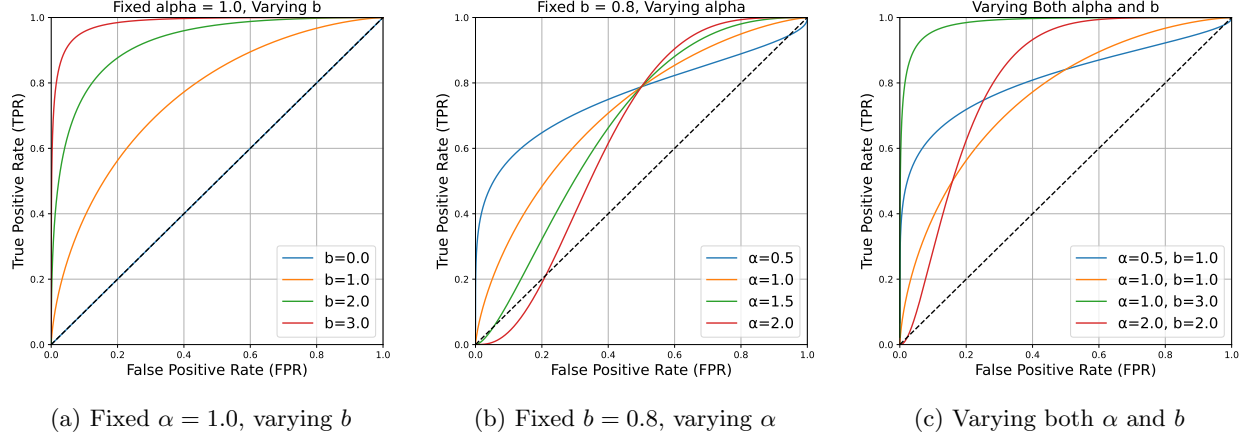 Fixed alpha = 1.0, Varying b
1.0
0.8
0.6
0.4
0.2
0.0
True Positive Rate (TPR)
b=0.0
b=1.0
b=2.0
b=3.0
0.0 0.2 0.4 0.6 0.8 1.0
False Positive Rate (FPR)
(a) Fixed α = 1.0, varying b
Fixed b = 0.8, Varying alpha
1.0
0.8
0.6
0.4
0.2
0.0
True Positive Rate (TPR)
α=0.5
α=1.0
α=1.5
α=2.0
0.0 0.2 0.4 0.6 0.8 1.0
False Positive Rate (FPR)
(b) Fixed b = 0.8, varying α
Varying Both alpha and b
1.0
0.8
0.6
0.4
0.2
0.0
True Positive Rate (TPR)
α=0.5, b=1.0
α=1.0, b=1.0
α=1.0, b=3.0
α=2.0, b=2.0
0.0 0.2 0.4 0.6 0.8 1.0
False Positive Rate (FPR)
(c) Varying both α and b